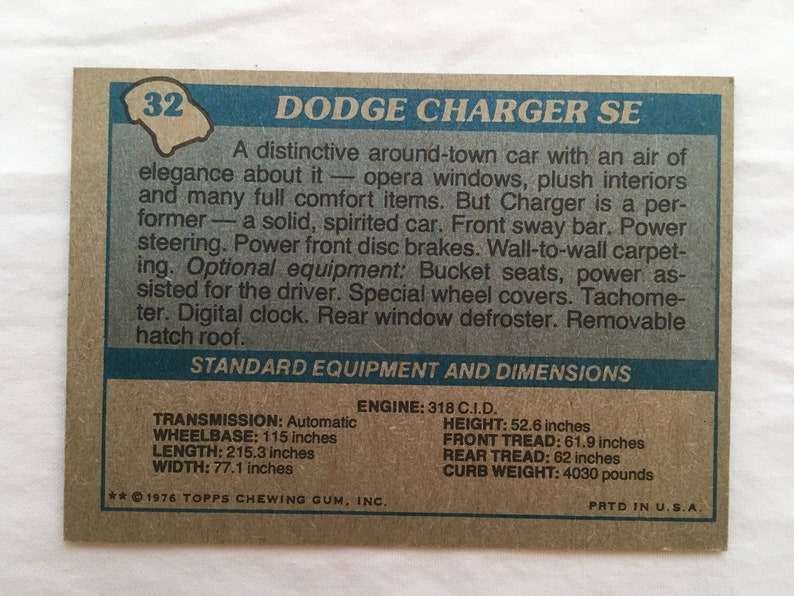 32
DODGE CHARGER SE
A distinctive around-town car with an air of
elegance about it — opera windows, plush interiors
and many full comfort items. But Charger is a per-
former — a solid, spirited car. Front sway bar. Power
steering. Power front disc brakes. Wall-to-wall carpet-
ing. Optional equipment: Bucket seats, power as-
sisted for the driver. Special wheel covers. Tachome-
ter. Digital clock. Rear window defroster. Removable
hatch roof.
STANDARD EQUIPMENT AND DIMENSIONS
ENGINE: 318 C.I.D.
TRANSMISSION: Automatic
WHEELBASE: 115 inches
LENGTH: 215.3 inches
WIDTH: 77.1 inches
HEIGHT: 52.6 inches
FRONT TREAD: 61.9 inches
REAR TREAD: 62 inches
CURB WEIGHT: 4030 pounds
** © 1976 TOPPS CHEWING GUM, INC.
PRTD IN U.S.A.